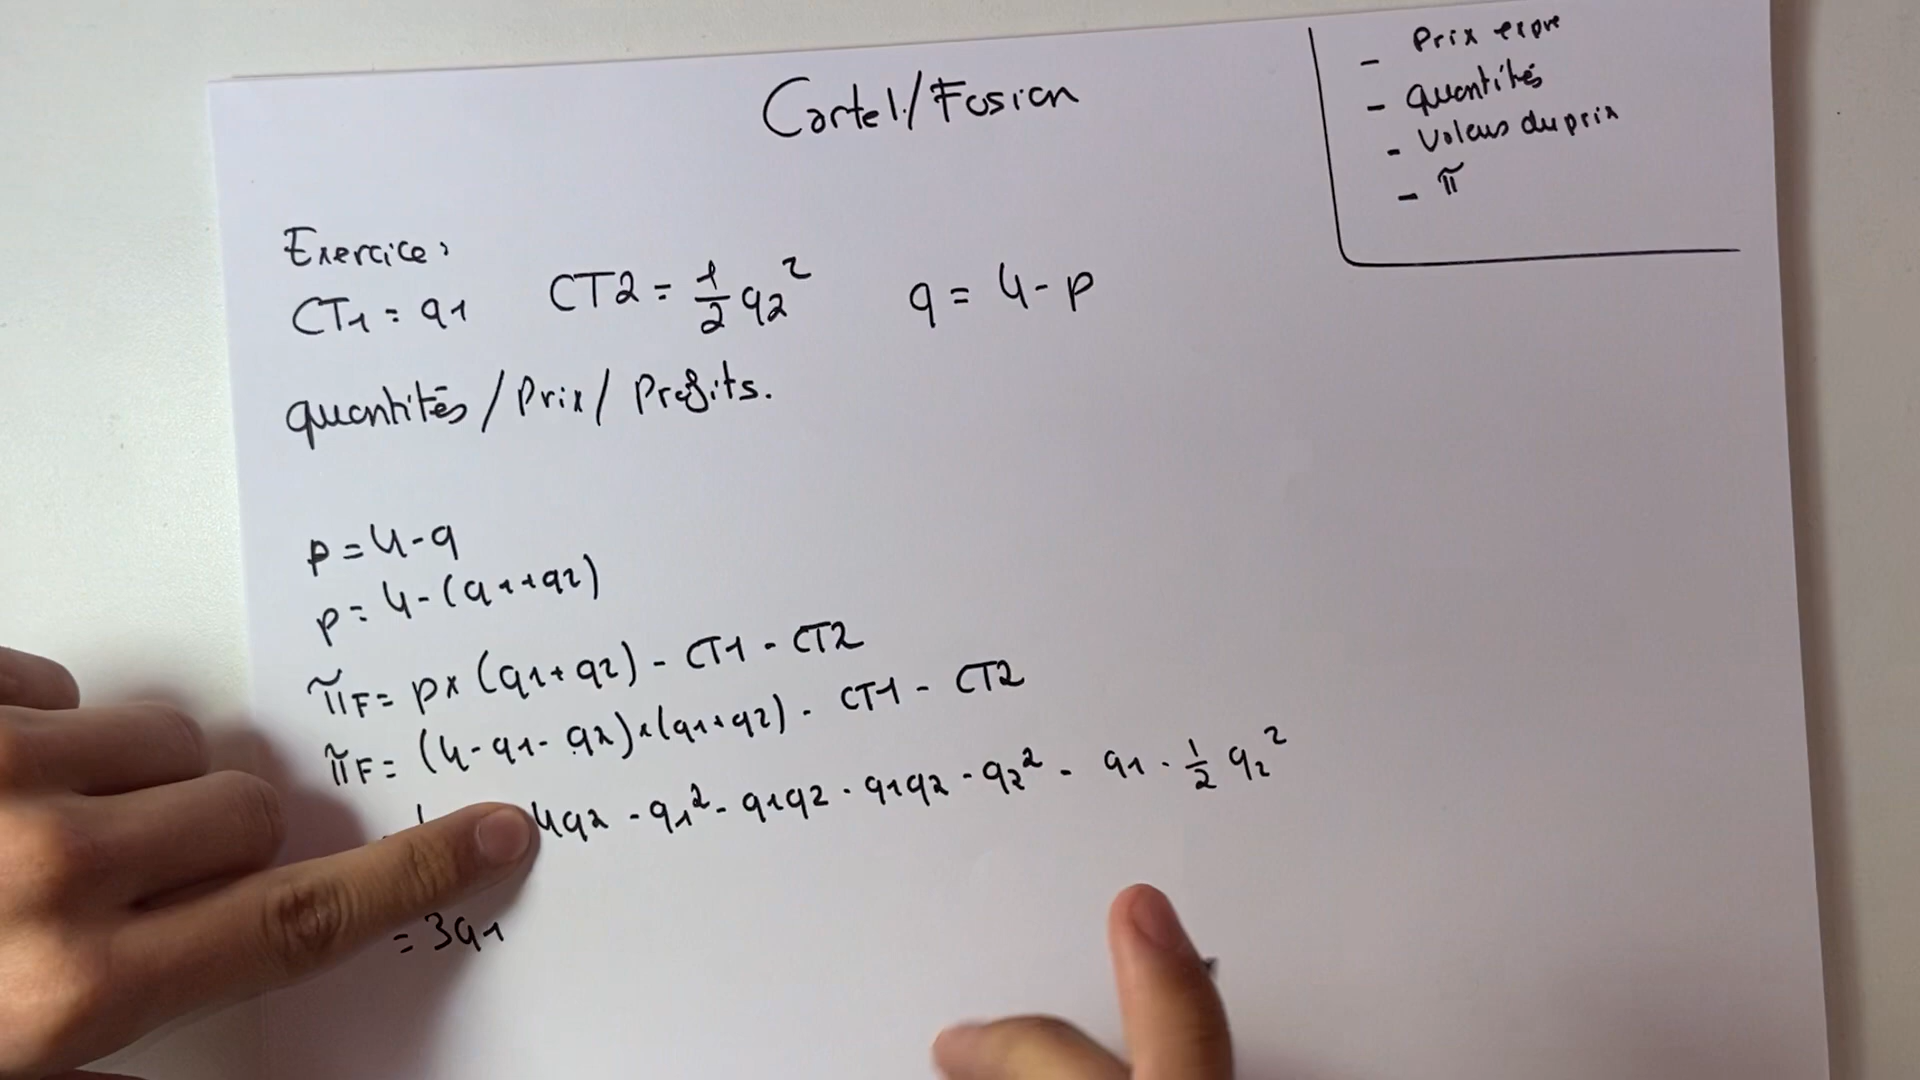 Cartel/Fusion
- Prix expr
- quantités
- Valeus du prix
- π
Exercice:
CT1 = q1 CT2 = 1/2 q2² q = 4 - p
quantités / Prix / Profits.
p = 4 - q
p = 4 - (q1 + q2)
πF = p × (q1 + q2) - CT1 - CT2
πF = (4 - q1 - q2) × (q1 + q2) - CT1 - CT2
4q2 - q1² - q1q2 - q1q2 - q2² - q1 - 1/2 q2²
= 3q1